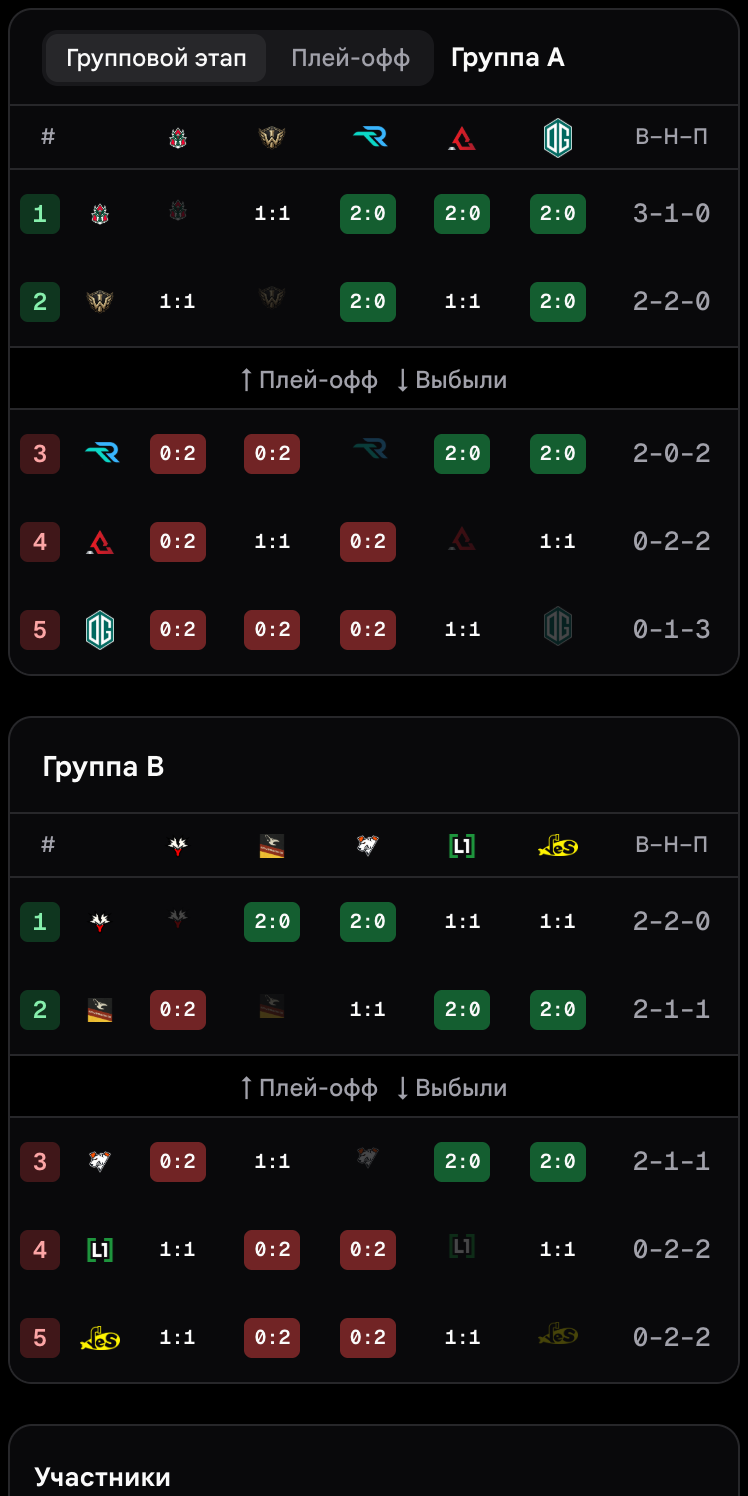 Групповой этап Плей-офф Группа A
# OG В-Н-П
1 1:1 2:0 2:0 2:0 3-1-0
2 1:1 2:0 1:1 2:0 2-2-0
↑ Плей-офф ↓ Выбыли
3 0:2 0:2 2:0 2:0 2-0-2
4 0:2 1:1 0:2 1:1 0-2-2
5 OG 0:2 0:2 0:2 1:1 OG 0-1-3
Группа B
# L1 В-Н-П
1 2:0 2:0 1:1 1:1 2-2-0
2 0:2 1:1 2:0 2:0 2-1-1
↑ Плей-офф ↓ Выбыли
3 0:2 1:1 2:0 2:0 2-1-1
4 L1 1:1 0:2 0:2 L1 1:1 0-2-2
5 1:1 0:2 0:2 1:1 0-2-2
Участники